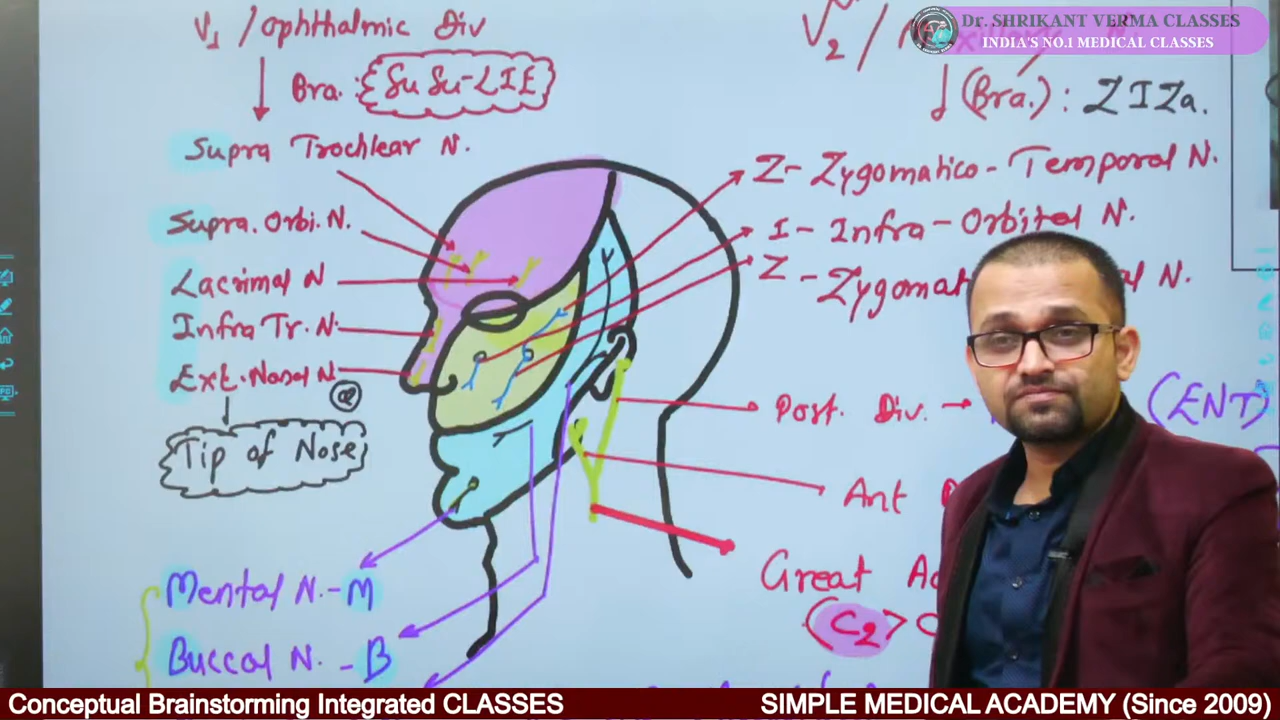 Dr. SHRIKANT VERMA CLASSES
INDIA'S NO.1 MEDICAL CLASSES
V1 / ophthalmic Div
Bra: Su Su-LIE
Supra Trochlear N.
Supra. Orbi. N.
Lacrimal N
Infra Tr. N.
Ext. Nasal N.
Tip of Nose
Mental N. - M
Buccal N. - B
V2 /
(Bra.): ZIZa.
Z- Zygomatico - Temporal N.
I- Infra - Orbital N.
Z - Zygomat N.
Post. Div. → (ENT)
Ant
Great
(C2 >
Conceptual Brainstorming Integrated CLASSES
SIMPLE MEDICAL ACADEMY (Since 2009)